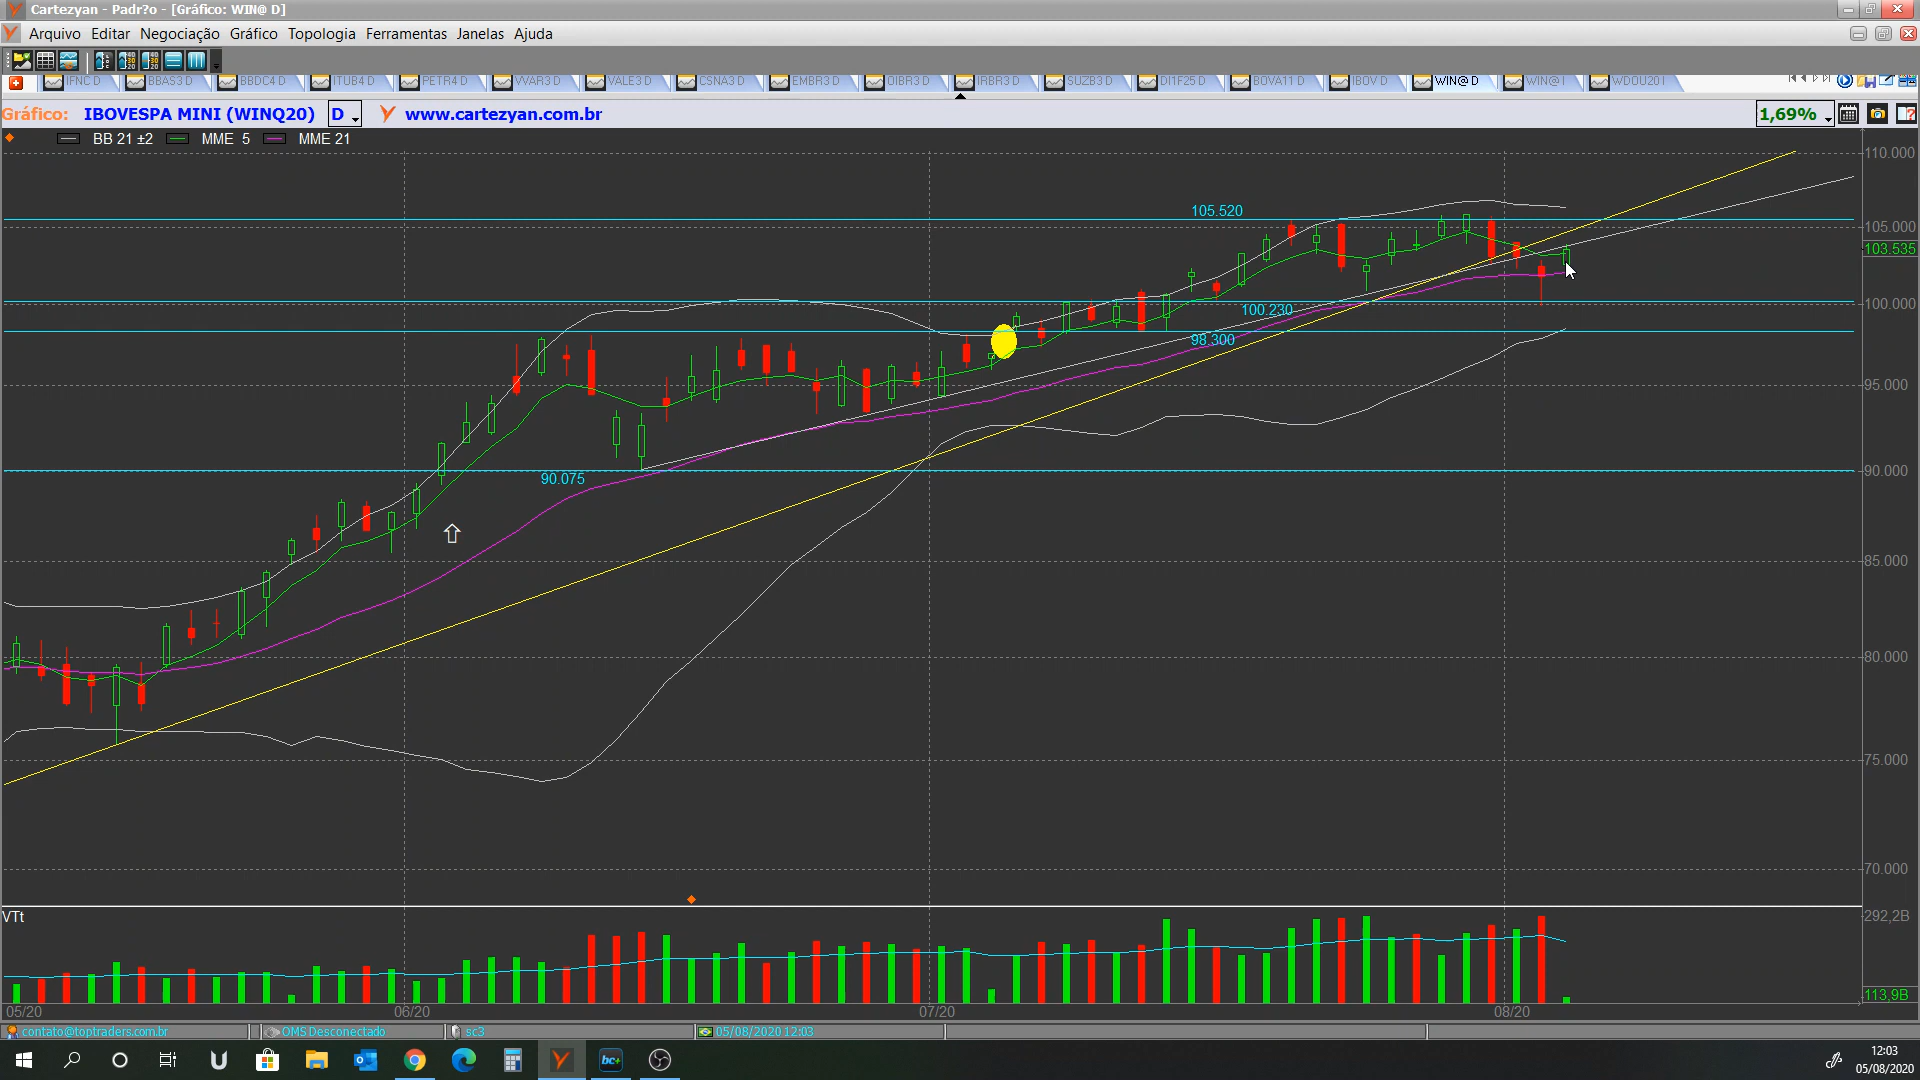 Cartezyan - Padr?o - [Gráfico: WIN@ D]
Arquivo Editar Negociação Gráfico Topologia Ferramentas Janelas Ajuda
IFNC D BBAS3 D BBDC4 D ITUB4 D PETR4 D VVAR3 D VALE3 D CSNA3 D EMBR3 D OIBR3 D IRBR3 D SUZB3 D DI1F25 D BOVA11 D IBOV D WIN@ D WIN@ I WDOU20 I
Gráfico: IBOVESPA MINI (WINQ20) D www.cartezyan.com.br 1,69%
BB 21 ±2 MME 5 MME 21
110.000
105.520
105.000
103.535
100.000
100.230
98.300
95.000
90.000
90.075
85.000
80.000
75.000
70.000
VTt
292,2B
113,9B
05/20 06/20 07/20 08/20
contato@toptraders.com.br OMS Desconectado sc3 05/08/2020 12:03
bc+
12:03
05/08/2020